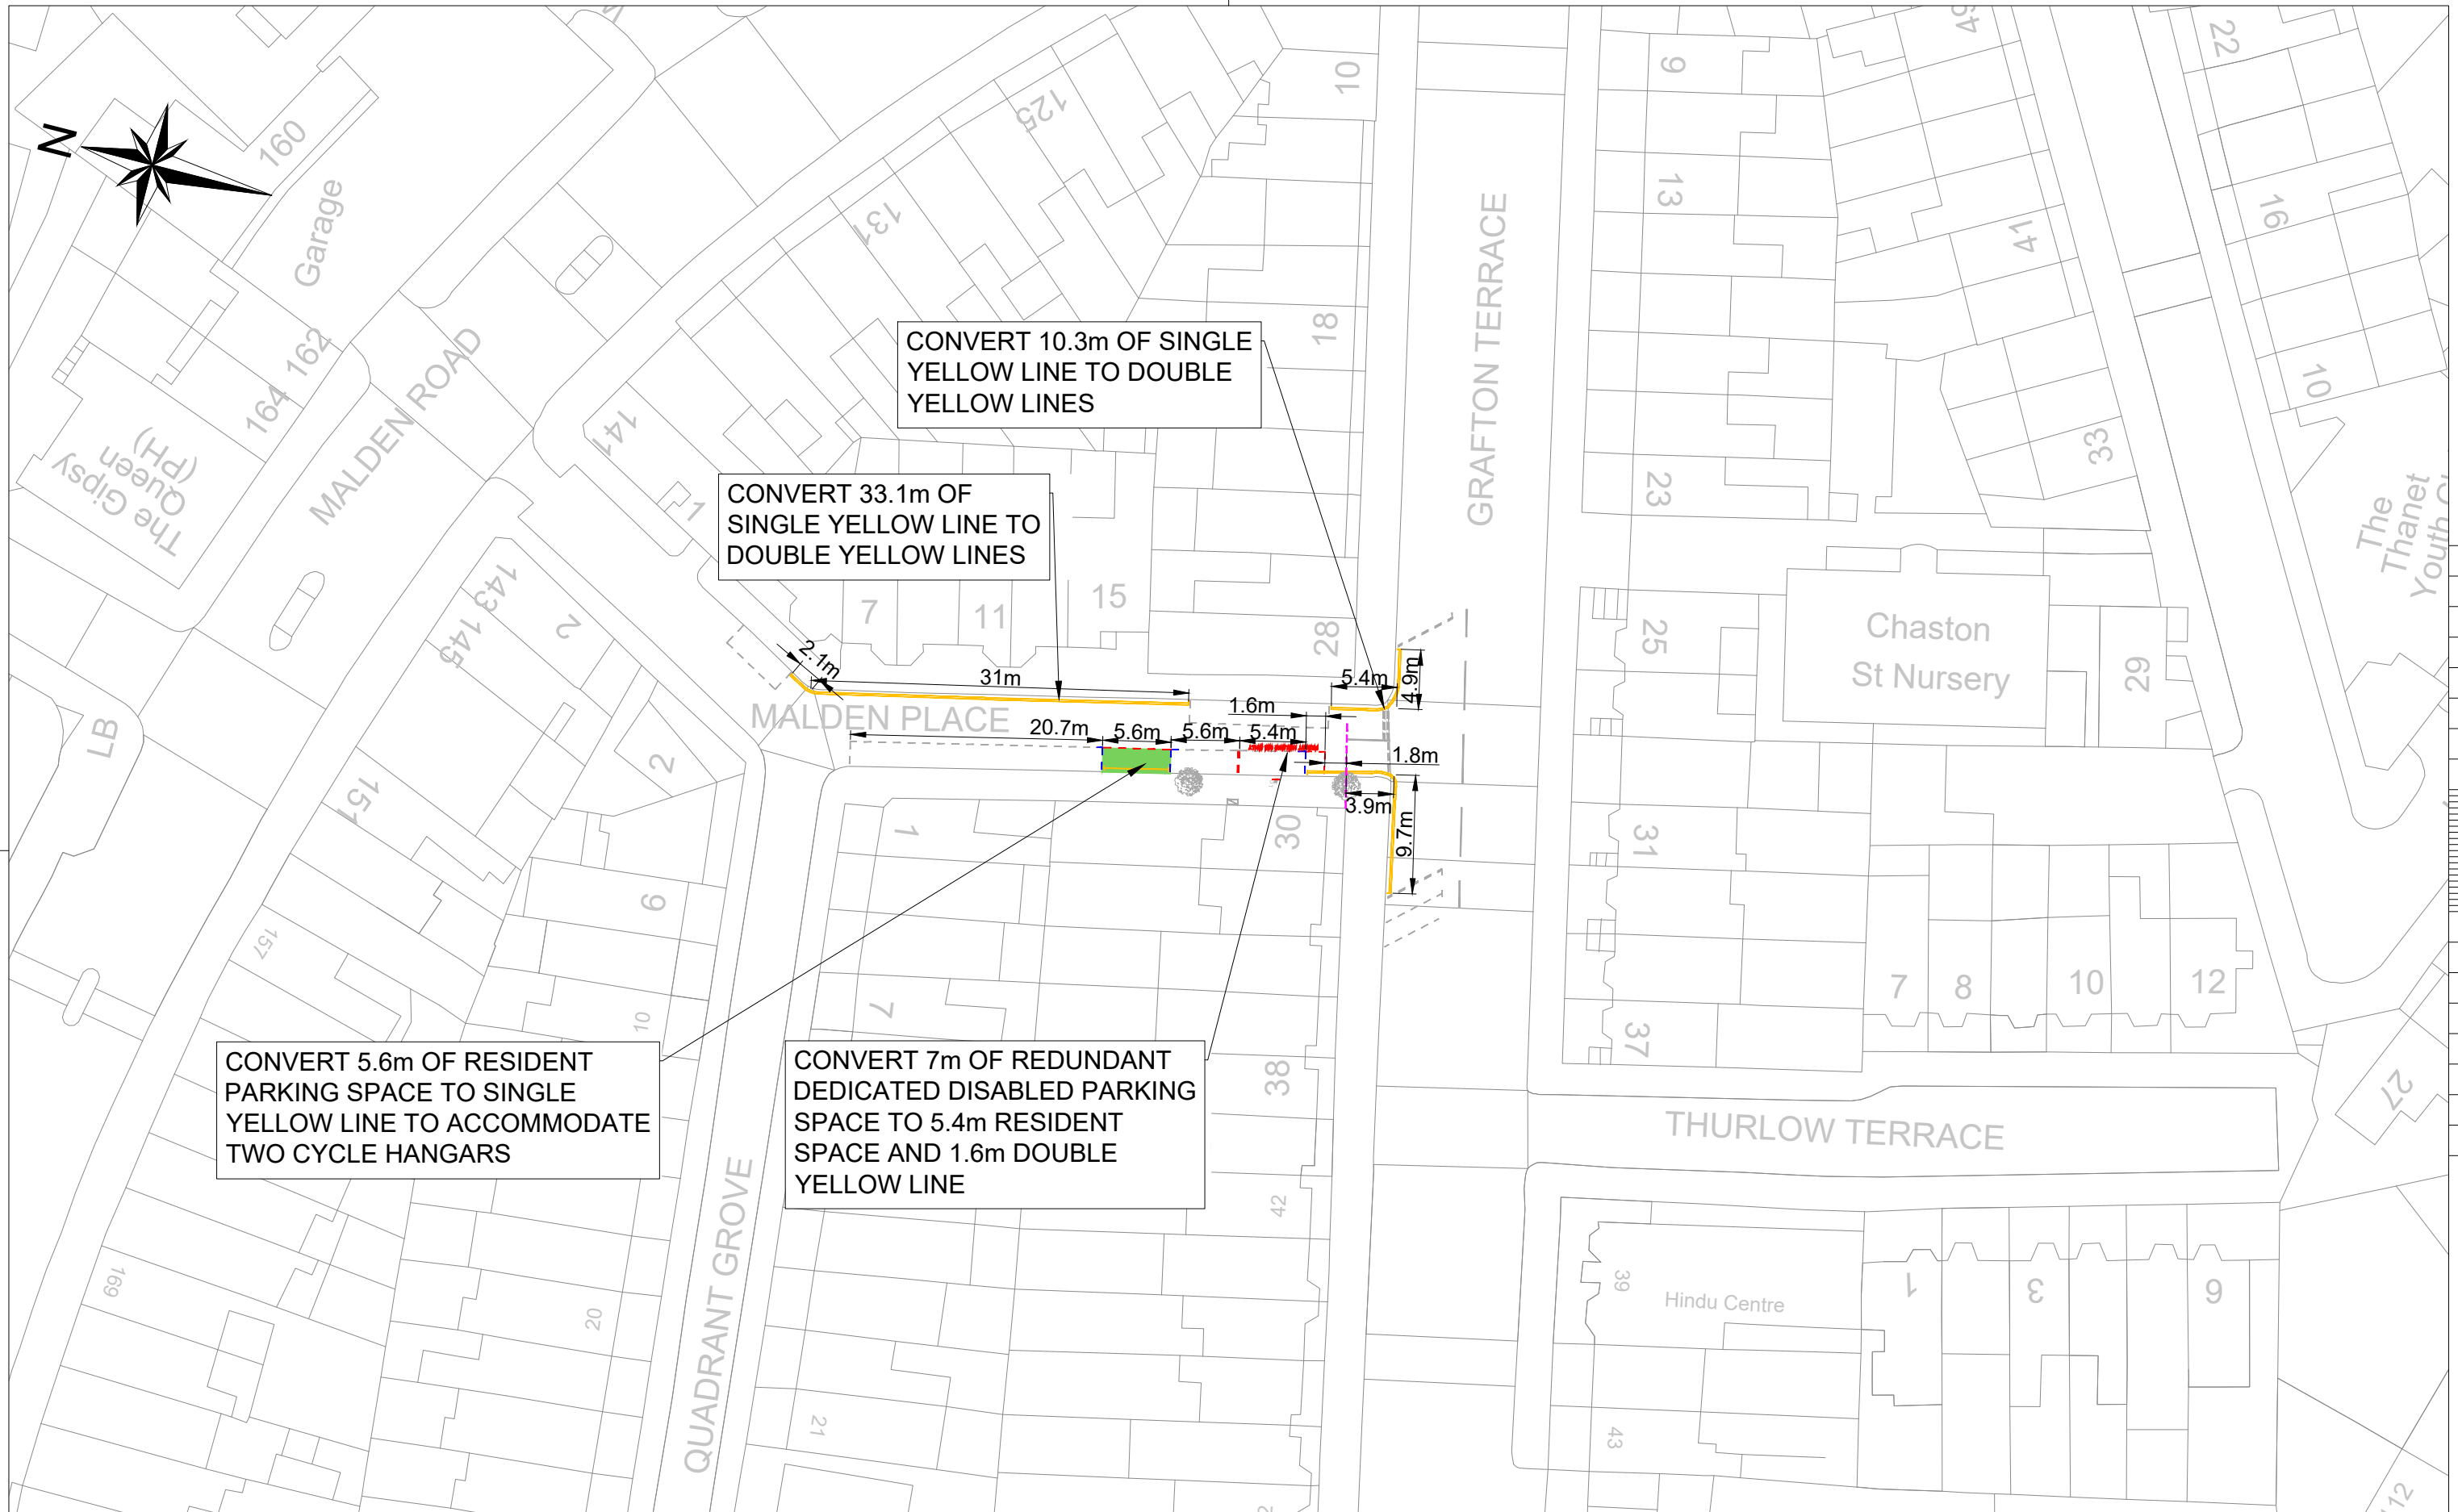 N
160
Garage
162
164
The Gipsy
Queen
(PH)
MALDEN ROAD
LB
125
131
141
1
10
18
28
GRAFTON TERRACE
9
13
23
25
31
37
49
41
33
22
16
10
The
Thanet
Youth
Chaston
St Nursery
29
CONVERT 10.3m OF SINGLE
YELLOW LINE TO DOUBLE
YELLOW LINES
CONVERT 33.1m OF
SINGLE YELLOW LINE TO
DOUBLE YELLOW LINES
7
11
15
143
145
2
2
151
157
169
6
10
20
2.1m
31m
MALDEN PLACE
20.7m
5.6m
5.6m
5.4m
1.6m
5.4m
4.9m
1.8m
3.9m
9.7m
1
7
21
30
38
42
QUADRANT GROVE
CONVERT 5.6m OF RESIDENT
PARKING SPACE TO SINGLE
YELLOW LINE TO ACCOMMODATE
TWO CYCLE HANGARS
CONVERT 7m OF REDUNDANT
DEDICATED DISABLED PARKING
SPACE TO 5.4m RESIDENT
SPACE AND 1.6m DOUBLE
YELLOW LINE
7
8
10
12
27
THURLOW TERRACE
39
Hindu Centre
43
1
3
6
12